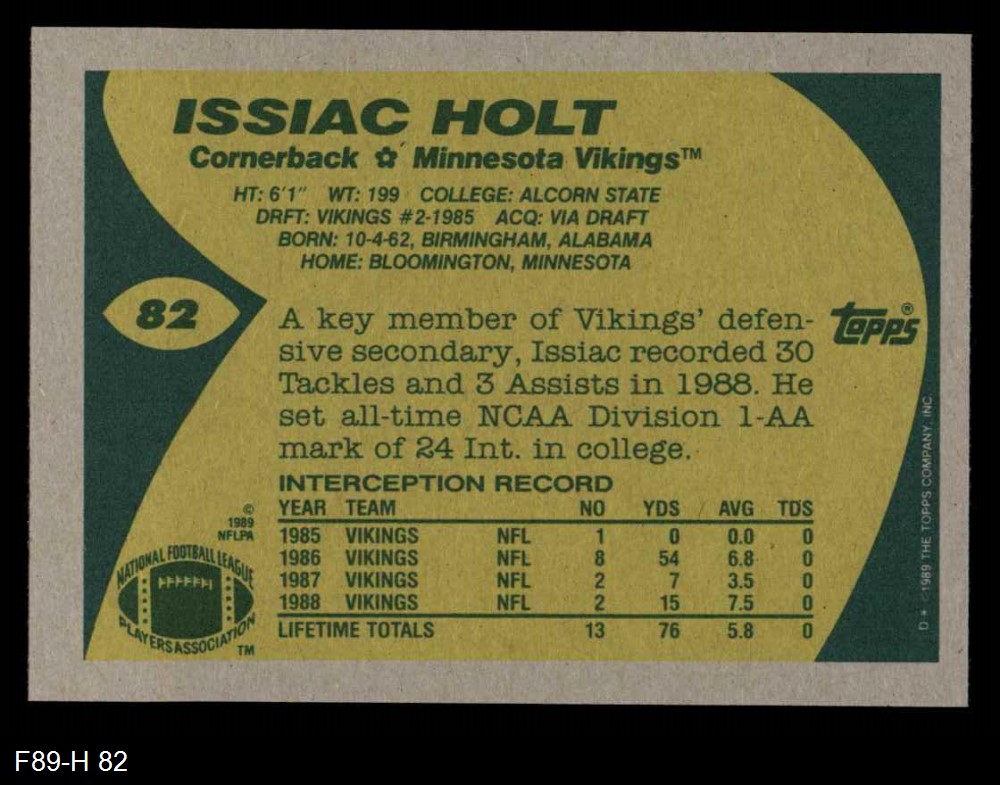 ISSIAC HOLT
Cornerback ✿ Minnesota Vikings™
HT: 6'1" WT: 199 COLLEGE: ALCORN STATE
DRFT: VIKINGS #2-1985 ACQ: VIA DRAFT
BORN: 10-4-62, BIRMINGHAM, ALABAMA
HOME: BLOOMINGTON, MINNESOTA
82
topps®
A key member of Vikings' defen-
sive secondary, Issiac recorded 30
Tackles and 3 Assists in 1988. He
set all-time NCAA Division 1-AA
mark of 24 Int. in college.
INTERCEPTION RECORD
YEAR TEAM NO YDS AVG TDS
1985 VIKINGS NFL 1 0 0.0 0
1986 VIKINGS NFL 8 54 6.8 0
1987 VIKINGS NFL 2 7 3.5 0
1988 VIKINGS NFL 2 15 7.5 0
LIFETIME TOTALS 13 76 5.8 0
©
1989
NFLPA
NATIONAL FOOTBALL LEAGUE
PLAYERS ASSOCIATION
TM
D* ©1989 THE TOPPS COMPANY, INC.
F89-H 82